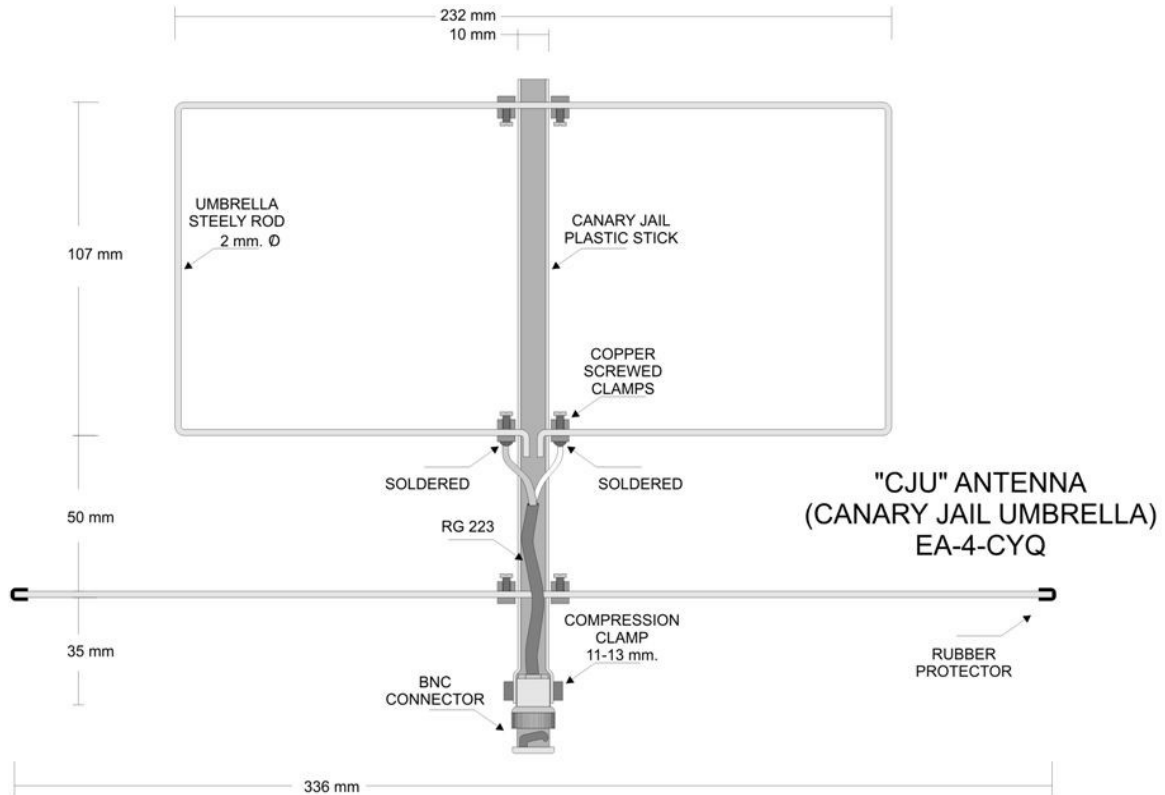 232 mm
10 mm
UMBRELLA
STEELY ROD
2 mm. Ø
CANARY JAIL
PLASTIC STICK
107 mm
COPPER
SCREWED
CLAMPS
SOLDERED
SOLDERED
"CJU" ANTENNA
(CANARY JAIL UMBRELLA)
EA-4-CYQ
50 mm
RG 223
COMPRESSION
CLAMP
11-13 mm.
35 mm
RUBBER
PROTECTOR
BNC
CONNECTOR
336 mm